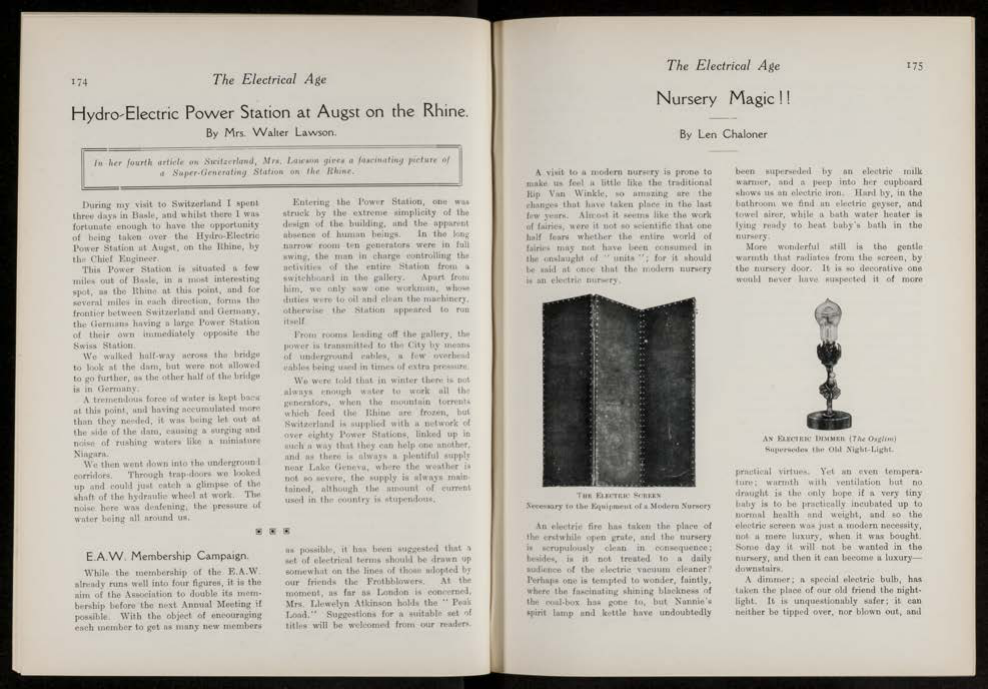 174
The Electrical Age
Hydro-Electric Power Station at Augst on the Rhine.
By Mrs. Walter Lawson.
In her fourth article on Switzerland, Mrs. Lawson gives a fascinating picture of
a Super-Generating Station on the Rhine.
During my visit to Switzerland I spent
three days in Basle, and whilst there I was
fortunate enough to have the opportunity
of being taken over the Hydro-Electric
Power Station at Augst, on the Rhine, by
the Chief Engineer
This Power Station is situated a few
miles out of Basle, in a most interesting
spot, as the Rhine at this point, and for
several miles in each direction, forms the
frontier between Switzerland and Germany,
the Germans having a large Power Station
of their own immediately opposite the
Swiss Station.
We walked half-way across the bridge
to look at the dam, but were not allowed
to go further, as the other half of the bridge
is in Germany.
A tremendous force of water is kept back
at this point, and having accumulated more
than they needed, it was being let out at
the side of the dam, causing a surging and
noise of rushing waters like a miniature
Niagara.
We then went down into the underground
corridors. Through trap-doors we looked
up and could just catch a glimpse of the
shaft of the hydraulic wheel at work. The
noise here was deafening, the pressure of
water being all around us.
Entering the Power Station, one was
struck by the extreme simplicity of the
design of the building, and the apparent
absence of human beings. In the long
narrow room ten generators were in full
swing, the man in charge controlling the
activities of the entire Station from a
switchboard in the gallery. Apart from
him, we only saw one workman, whose
duties were to oil and clean the machinery,
otherwise the Station appeared to run
itself
From rooms leading off the gallery, the
power is transmitted to the City by means
of underground cables, a few overhead
cables being used in times of extra pressure.
We were told that in winter there is not
always enough water to work all the
generators, when the mountain torrents
which feed the Rhine are frozen, but
Switzerland is supplied with a network of
over eighty Power Stations, linked up in
such a way that they can help one another,
and as there is always a plentiful supply
near Lake Geneva, where the weather is
not so severe, the supply is always main-
tained, although the amount of current
used in the country is stupendous.
E.A.W. Membership Campaign.
While the membership of the E.A.W.
already runs well into four figures, it is the
aim of the Association to double its mem-
bership before the next Annual Meeting if
possible. With the object of encouraging
each member to get as many new members
as possible, it has been suggested that a
set of electrical terms should be drawn up
somewhat on the lines of those adopted by
our friends the Frothblowers. At the
moment, as far as London is concerned,
Mrs. Llewelyn Atkinson holds the "Peak
Load." Suggestions for a suitable set of
titles will be welcomed from our readers.
The Electrical Age
175
Nursery Magic!!
By Len Chaloner
A visit to a modern nursery is prone to
make us feel a little like the traditional
Rip Van Winkle, so amazing are the
changes that have taken place in the last
few years. Almost it seems like the work
of fairies, were it not so scientific that one
half fears whether the entire world of
fairies may not have been consumed in
the onslaught of "units"; for it should
be said at once that the modern nursery
is an electric nursery.
THE ELECTRIC SCREEN
Necessary to the Equipment of a Modern Nursery
An electric fire has taken the place of
the erstwhile open grate, and the nursery
is scrupulously clean in consequence;
besides, is it not treated to a daily
audience of the electric vacuum cleaner?
Perhaps one is tempted to wonder, faintly,
where the fascinating shining blackness of
the coal-box has gone to, but Nannie's
spirit lamp and kettle have undoubtedly
been superseded by an electric milk
warmer, and a peep into her cupboard
shows us an electric iron. Hard by, in the
bathroom we find an electric geyser, and
towel airer, while a bath water heater is
lying ready to heat baby's bath in the
nursery.
More wonderful still is the gentle
warmth that radiates from the screen, by
the nursery door. It is so decorative one
would never have suspected it of more
AN ELECTRIC DIMMER (The Osglim)
Supersedes the Old Night-Light.
practical virtues. Yet an even tempera-
ture; warmth with ventilation but no
draught is the only hope if a very tiny
baby is to be practically incubated up to
normal health and weight, and so the
electric screen was just a modern necessity,
not a mere luxury, when it was bought.
Some day it will not be wanted in the
nursery, and then it can become a luxury—
downstairs.
A dimmer; a special electric bulb, has
taken the place of our old friend the night-
light. It is unquestionably safer; it can
neither be tipped over, nor blown out, and